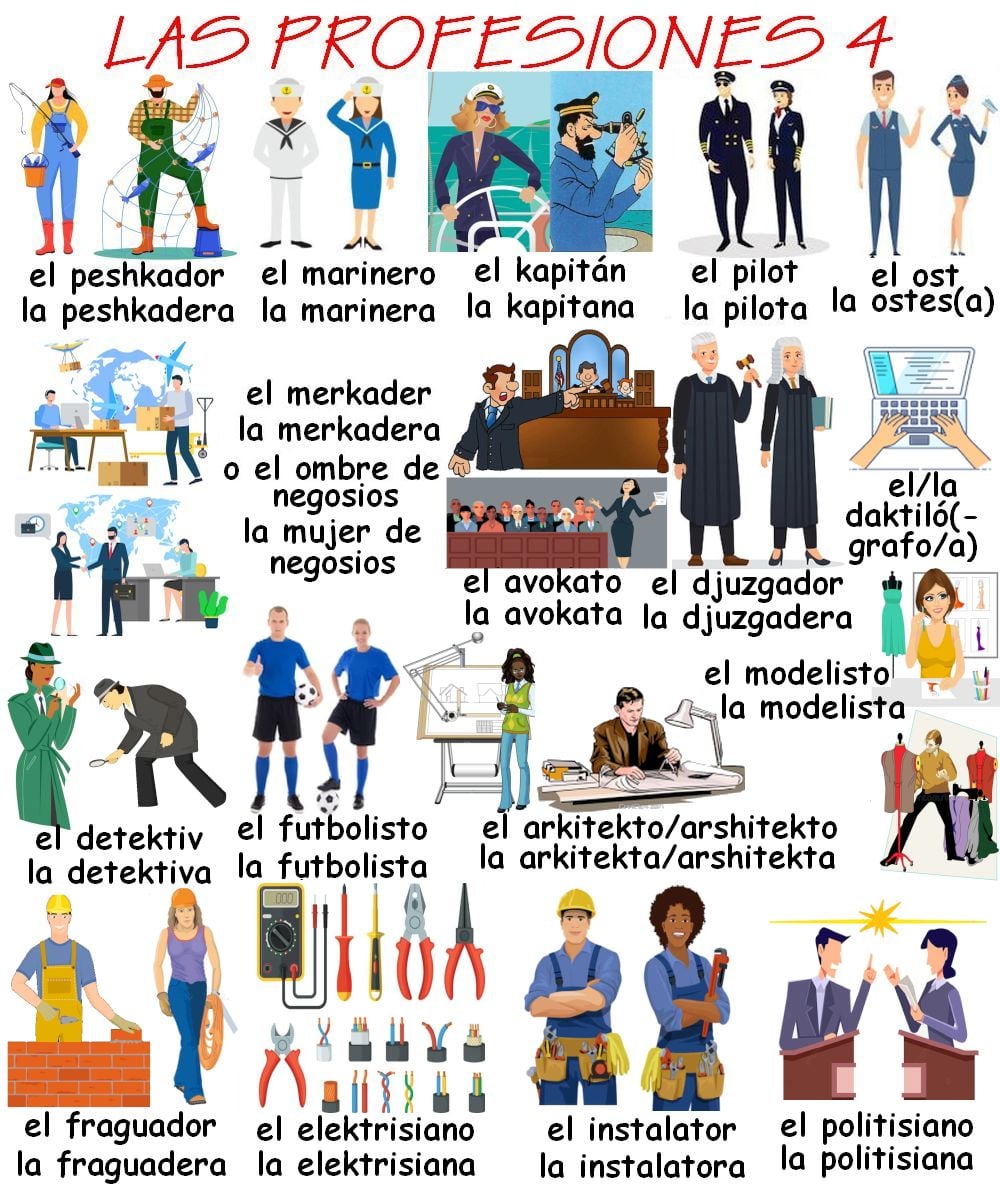 LAS PROFESIONES 4
el peshkador
la peshkadera
el marinero
la marinera
el kapitán
la kapitana
el pilot
la pilota
el ost
la ostes(a)
el merkader
la merkadera
o el ombre de
negosios
la mujer de
negosios
el avokato
la avokata
el djuzgador
la djuzgadera
el/la
daktiló(-
grafo/a)
el modelisto
la modelista
el detektiv
la detektiva
el futbolisto
la futbolista
el arkitekto/arshitekto
la arkitekta/arshitekta
el fraguador
la fraguadera
el elektrisiano
la elektrisiana
el instalator
la instalatora
el politisiano
la politisiana